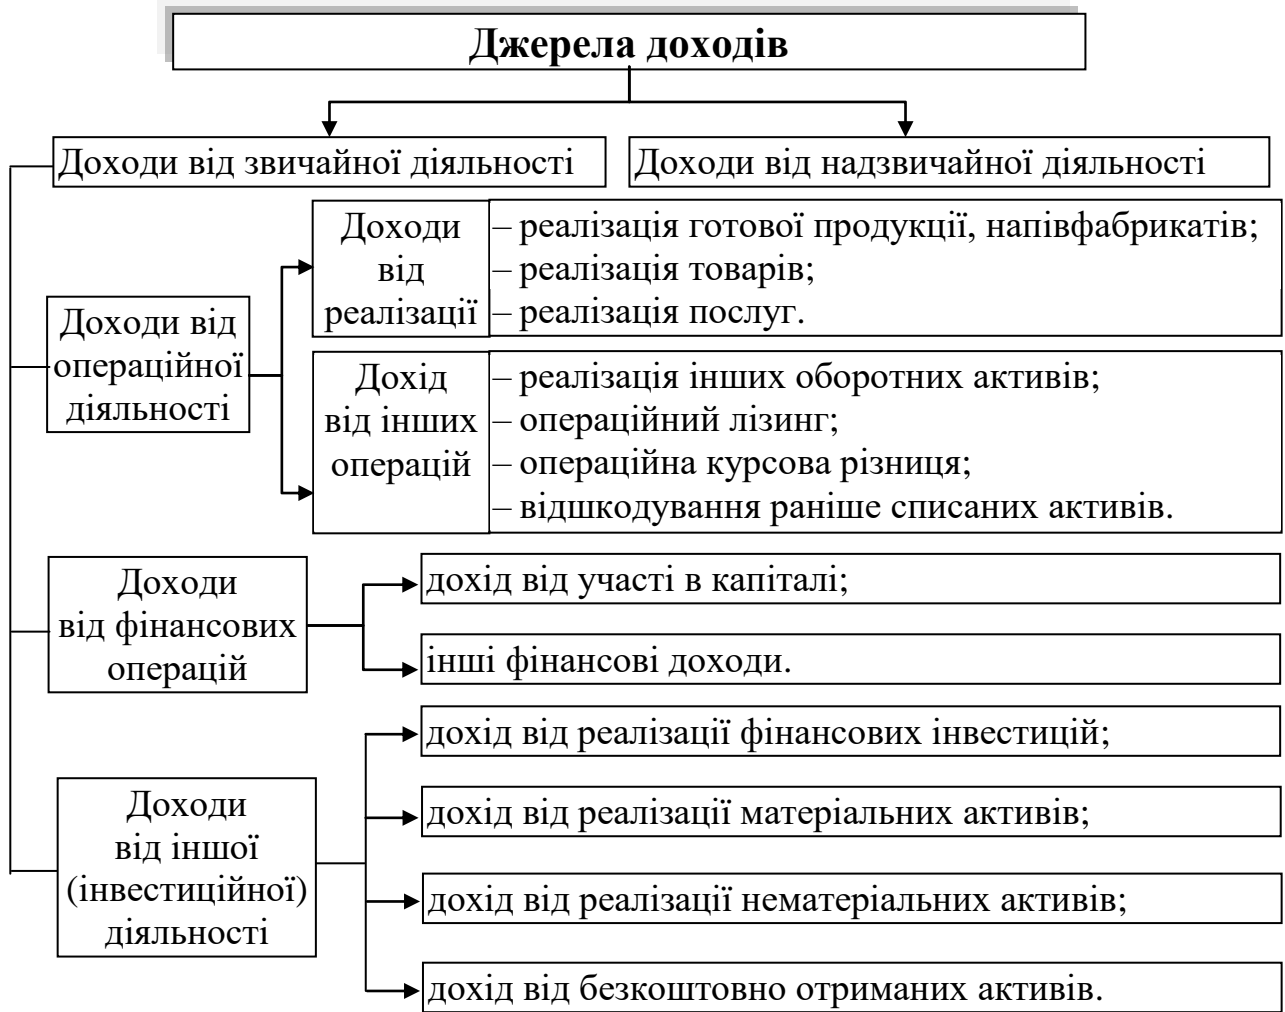 Джерела доходів
Доходи від звичайної діяльності
Доходи від надзвичайної діяльності
Доходи від
операційної
діяльності
Доходи
від
реалізації
– реалізація готової продукції, напівфабрикатів;
– реалізація товарів;
– реалізація послуг.
Дохід
від інших
операцій
– реалізація інших оборотних активів;
– операційний лізинг;
– операційна курсова різниця;
– відшкодування раніше списаних активів.
Доходи
від фінансових
операцій
дохід від участі в капіталі;
інші фінансові доходи.
Доходи
від іншої
(інвестиційної)
діяльності
дохід від реалізації фінансових інвестицій;
дохід від реалізації матеріальних активів;
дохід від реалізації нематеріальних активів;
дохід від безкоштовно отриманих активів.